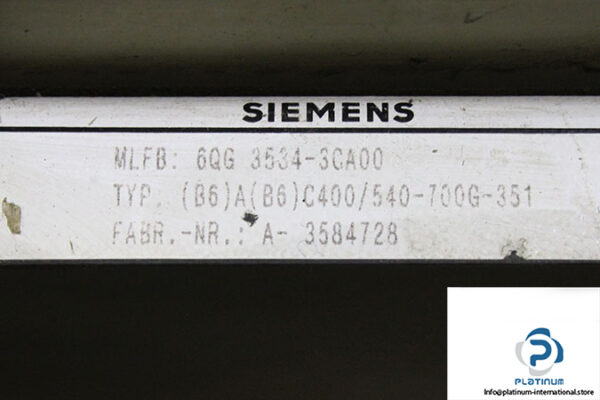 SIEMENS
MLFB: 6QG 3534-3CA00
TYP. (B6)A(B6)C400/540-700G-351
FABR.-NR.: A- 3584728
PLATINUM
info@platinum-international.store